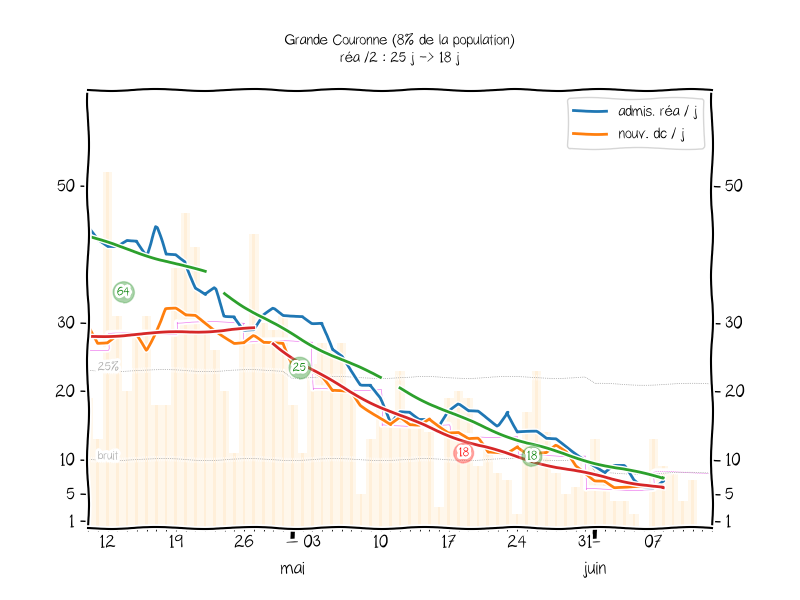 Grande Couronne (8% de la population)
réa /2 : 25 j -> 18 j
admis. réa / j
nouv. dc / j
50
50
64
30
30
25%
25
20
20
18
18
bruit
10
10
5
5
1
1
12 19 26 — 03 10 17 24 31 — 07
mai juin